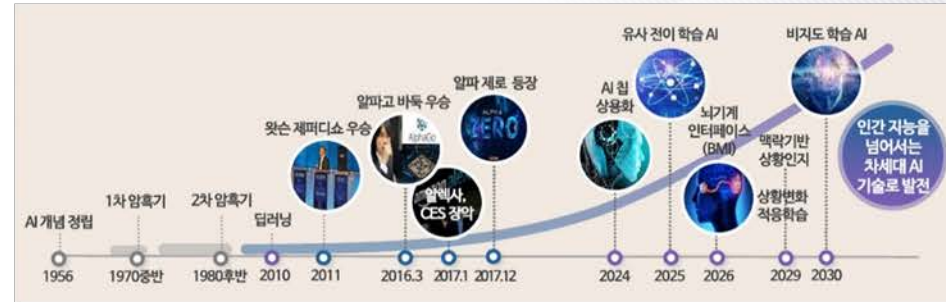 유사 전이 학습 AI
비지도 학습 AI
알파 제로 등장
알파고 바둑 우승
왓슨 제퍼디쇼 우승
AI 칩
상용화
뇌기계
인터페이스
(BMI)
맥락기반
상황인지
상황변화
적응학습
인간 지능을
넘어서는
차세대 AI
기술로 발전
AlphaGo
ALPHA
ZERO
알렉사,
CES 장악
1차 암흑기
2차 암흑기
AI 개념 정립
딥러닝
1956
1970중반
1980후반
2010
2011
2016.3
2017.1
2017.12
2024
2025
2026
2029
2030